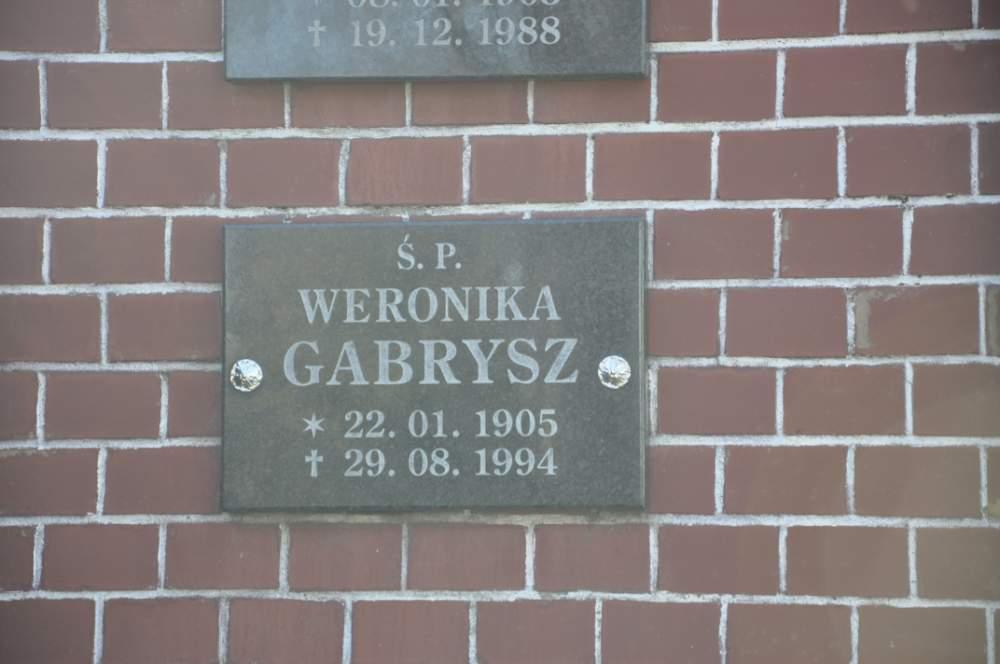 † 19. 12. 1988
Ś. P.
WERONIKA
GABRYSZ
* 22. 01. 1905
† 29. 08. 1994